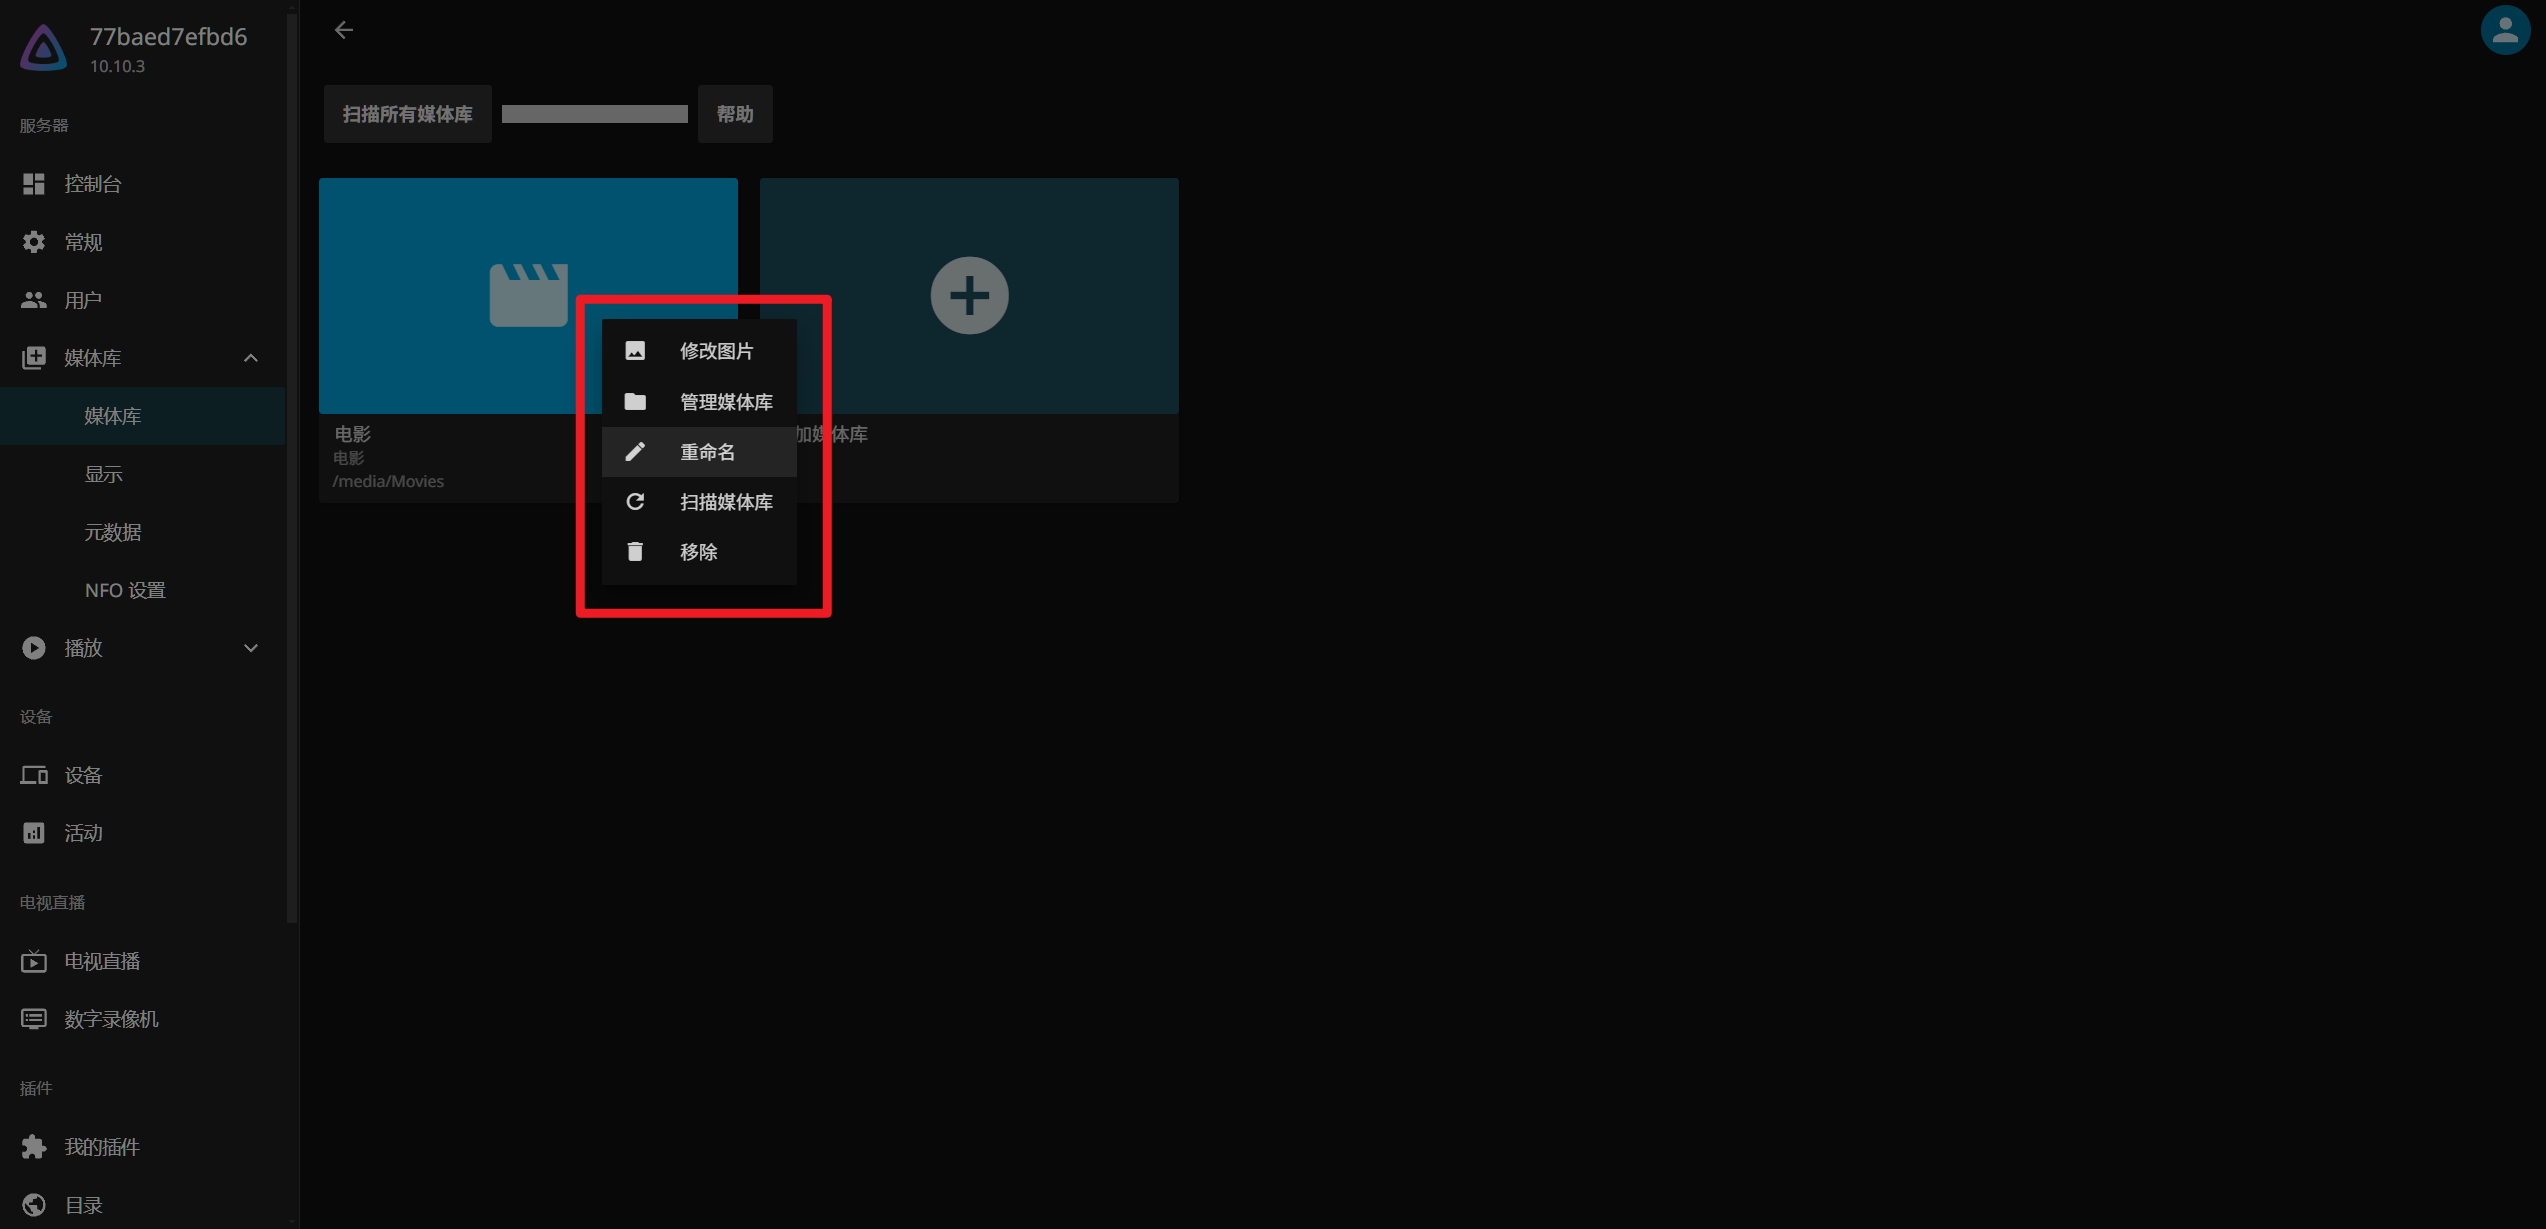 77baed7efbd6
10.10.3
服务器
控制台
常规
用户
媒体库
媒体库
显示
元数据
NFO 设置
播放
设备
设备
活动
电视直播
电视直播
数字录像机
插件
我的插件
目录
扫描所有媒体库
帮助
电影
电影
/media/Movies
加媒体库
修改图片
管理媒体库
重命名
扫描媒体库
移除